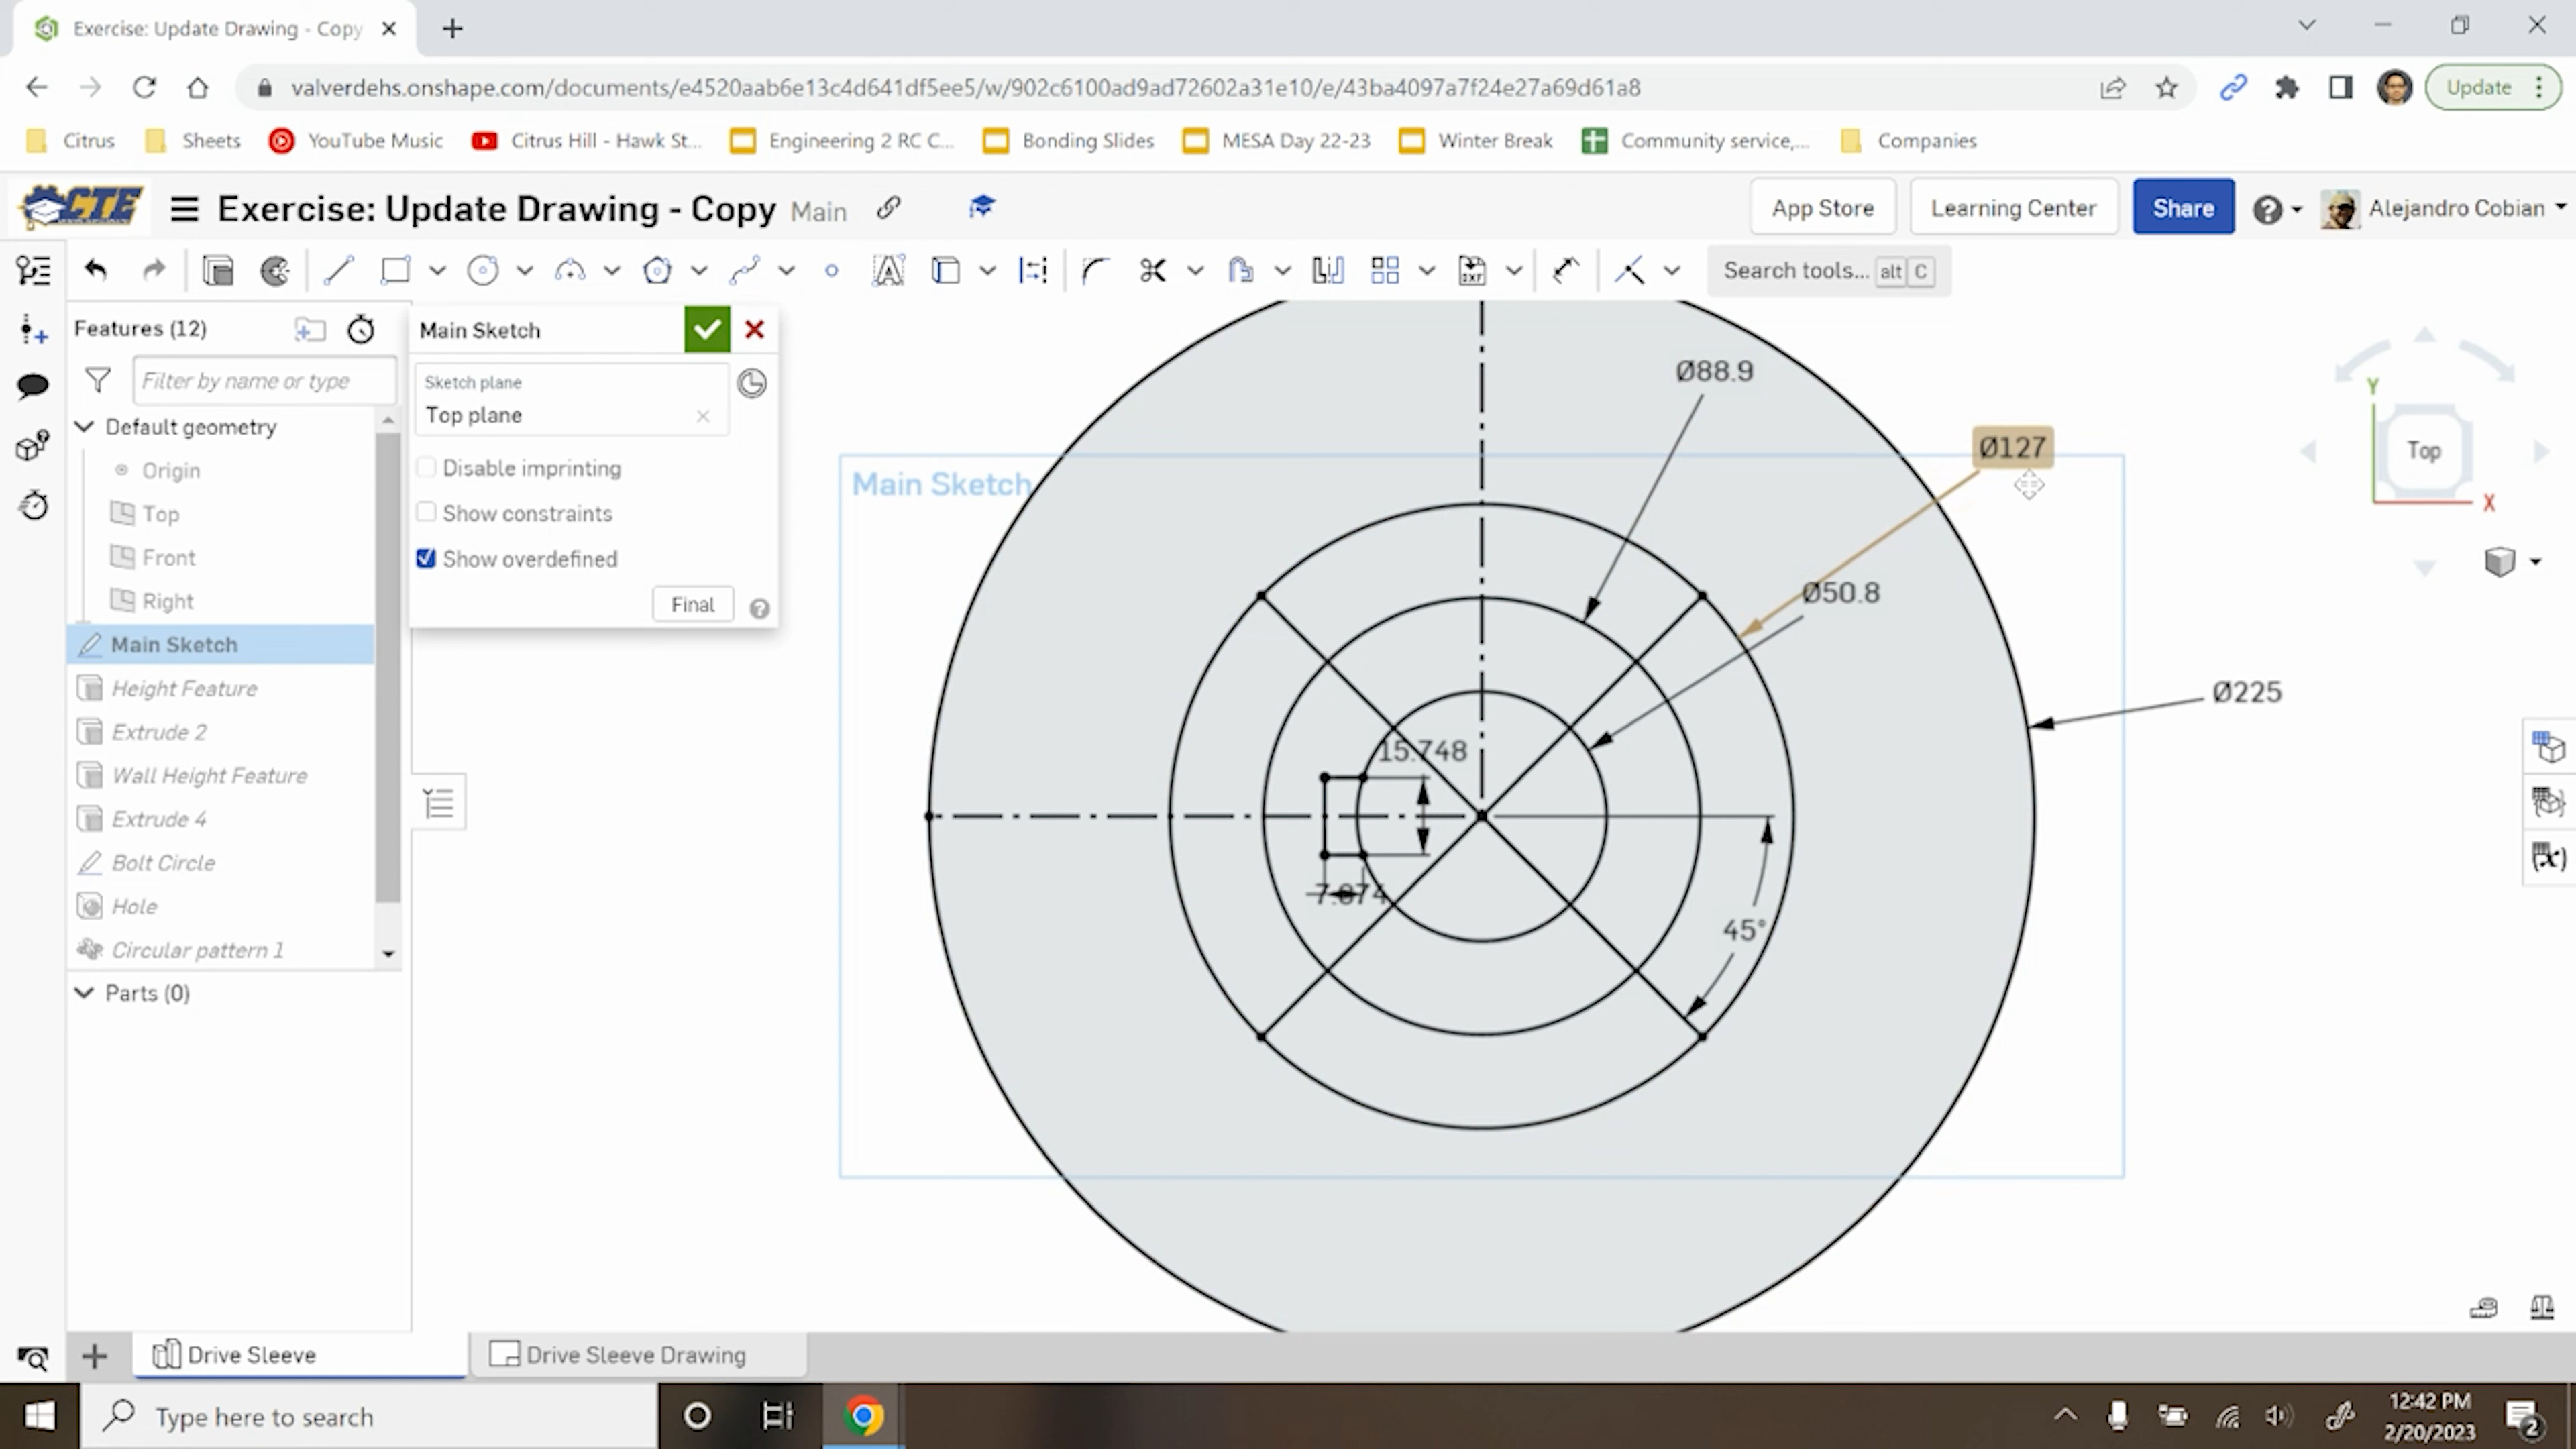 Exercise: Update Drawing - Copy
valverdehs.onshape.com/documents/e4520aab6e13c4d641df5ee5/w/902c6100ad9ad72602a31e10/e/43ba4097a7f24e27a69d61a8
Update
Citrus
Sheets
YouTube Music
Citrus Hill - Hawk St...
Engineering 2 RC C...
Bonding Slides
MESA Day 22-23
Winter Break
Community service,...
Companies
CTE
Exercise: Update Drawing - Copy Main
App Store
Learning Center
Share
Alejandro Cobian
Search tools... alt C
Features (12)
Filter by name or type
Default geometry
Origin
Top
Front
Right
Main Sketch
Height Feature
Extrude 2
Wall Height Feature
Extrude 4
Bolt Circle
Hole
Circular pattern 1
Parts (0)
Main Sketch
Sketch plane
Top plane
Disable imprinting
Show constraints
Show overdefined
Final
Main Sketch
Ø88.9
Ø127
Ø50.8
Ø225
15.748
7.874
45°
Y
Top
X
Drive Sleeve
Drive Sleeve Drawing
Type here to search
12:42 PM
2/20/2023
2